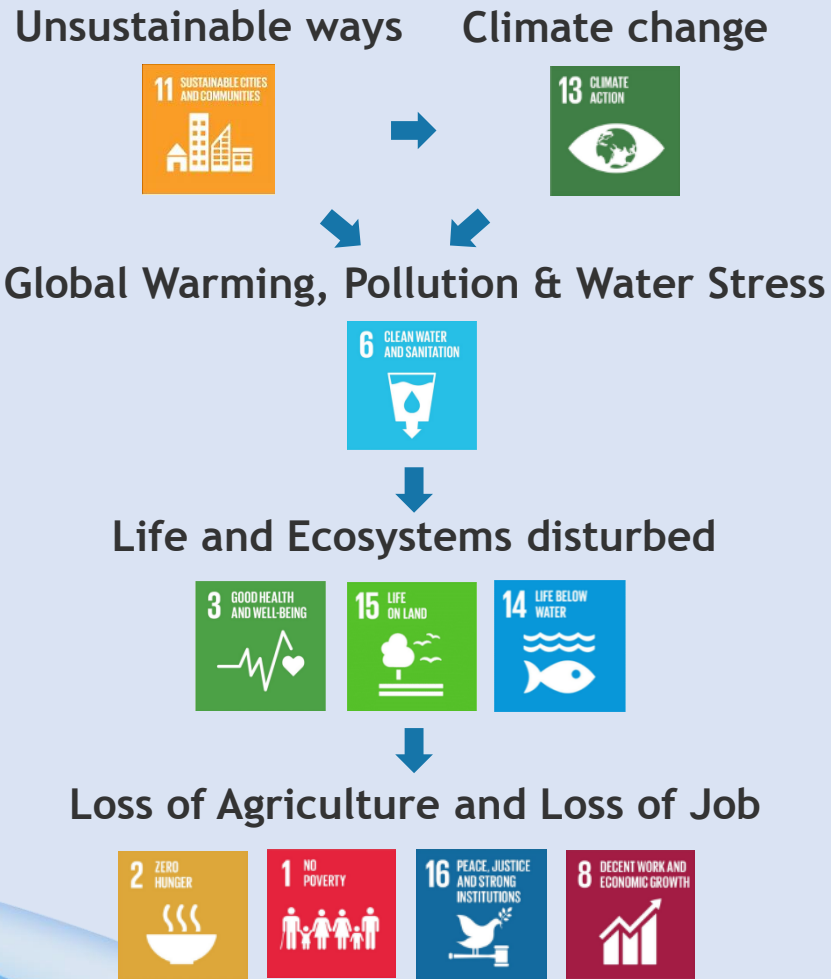 Unsustainable ways
Climate change
11 SUSTAINABLE CITIES
AND COMMUNITIES
13 CLIMATE
ACTION
Global Warming, Pollution & Water Stress
6 CLEAN WATER
AND SANITATION
Life and Ecosystems disturbed
3 GOOD HEALTH
AND WELL-BEING
15 LIFE
ON LAND
14 LIFE BELOW
WATER
Loss of Agriculture and Loss of Job
2 ZERO
HUNGER
1 NO
POVERTY
16 PEACE, JUSTICE
AND STRONG
INSTITUTIONS
8 DECENT WORK AND
ECONOMIC GROWTH